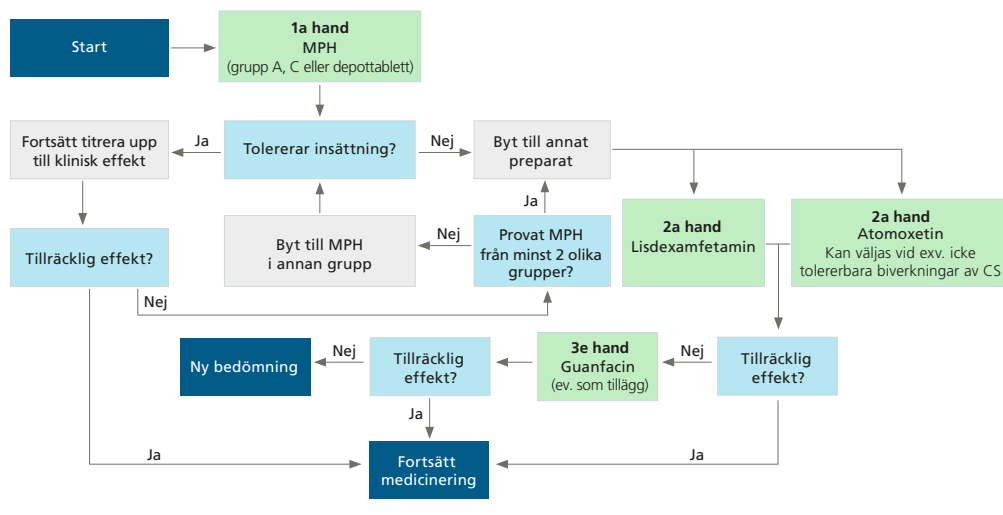 Start
1a hand
MPH
(grupp A, C eller depottablett)
Fortsätt titrera upp
till klinisk effekt
Ja
Tolererar insättning?
Nej
Byt till annat
preparat
Ja
Tillräcklig effekt?
Byt till MPH
i annan grupp
Nej
Provat MPH
från minst 2 olika
grupper?
2a hand
Lisdexamfetamin
2a hand
Atomoxetin
Kan väljas vid exv. icke
tolererbara biverkningar av CS
Nej
Ny bedömning
Nej
Tillräcklig
effekt?
3e hand
Guanfacin
(ev. som tillägg)
Nej
Tillräcklig
effekt?
Ja
Ja
Fortsätt
medicinering
Ja